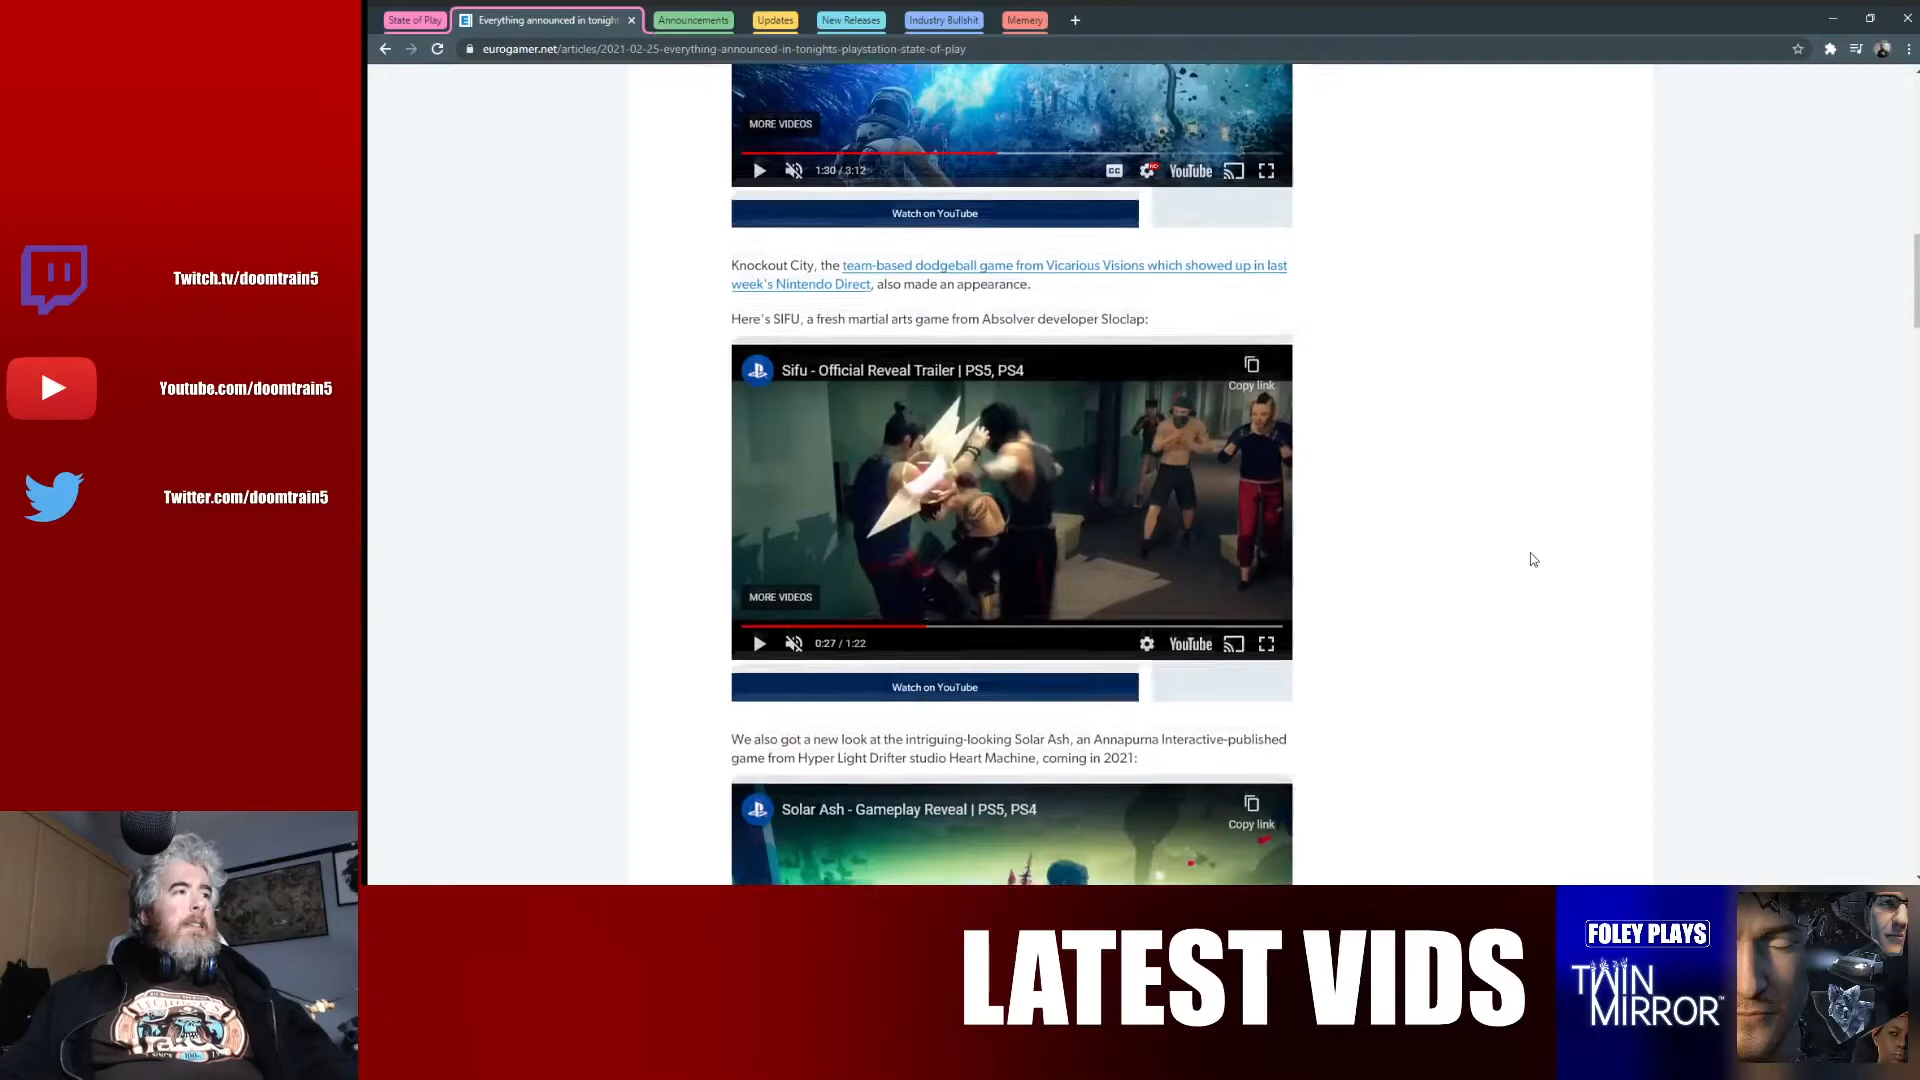 State of Play
Everything announced in tonight
Announcements
Updates
New Releases
Industry Bullshit
Memery
eurogamer.net/articles/2021-02-25-everything-announced-in-tonights-playstation-state-of-play
MORE VIDEOS
1:30 / 3:12
CC
HD
YouTube
Watch on YouTube
Knockout City, the team-based dodgeball game from Vicarious Visions which showed up in last
week's Nintendo Direct, also made an appearance.
Here's SIFU, a fresh martial arts game from Absolver developer Sloclap:
Sifu - Official Reveal Trailer | PS5, PS4
Copy link
MORE VIDEOS
0:27 / 1:22
YouTube
Watch on YouTube
We also got a new look at the intriguing-looking Solar Ash, an Annapurna Interactive-published
game from Hyper Light Drifter studio Heart Machine, coming in 2021:
Solar Ash - Gameplay Reveal | PS5, PS4
Copy link
Twitch.tv/doomtrain5
Youtube.com/doomtrain5
Twitter.com/doomtrain5
LATEST VIDS
FOLEY PLAYS
TWIN
MIRROR™